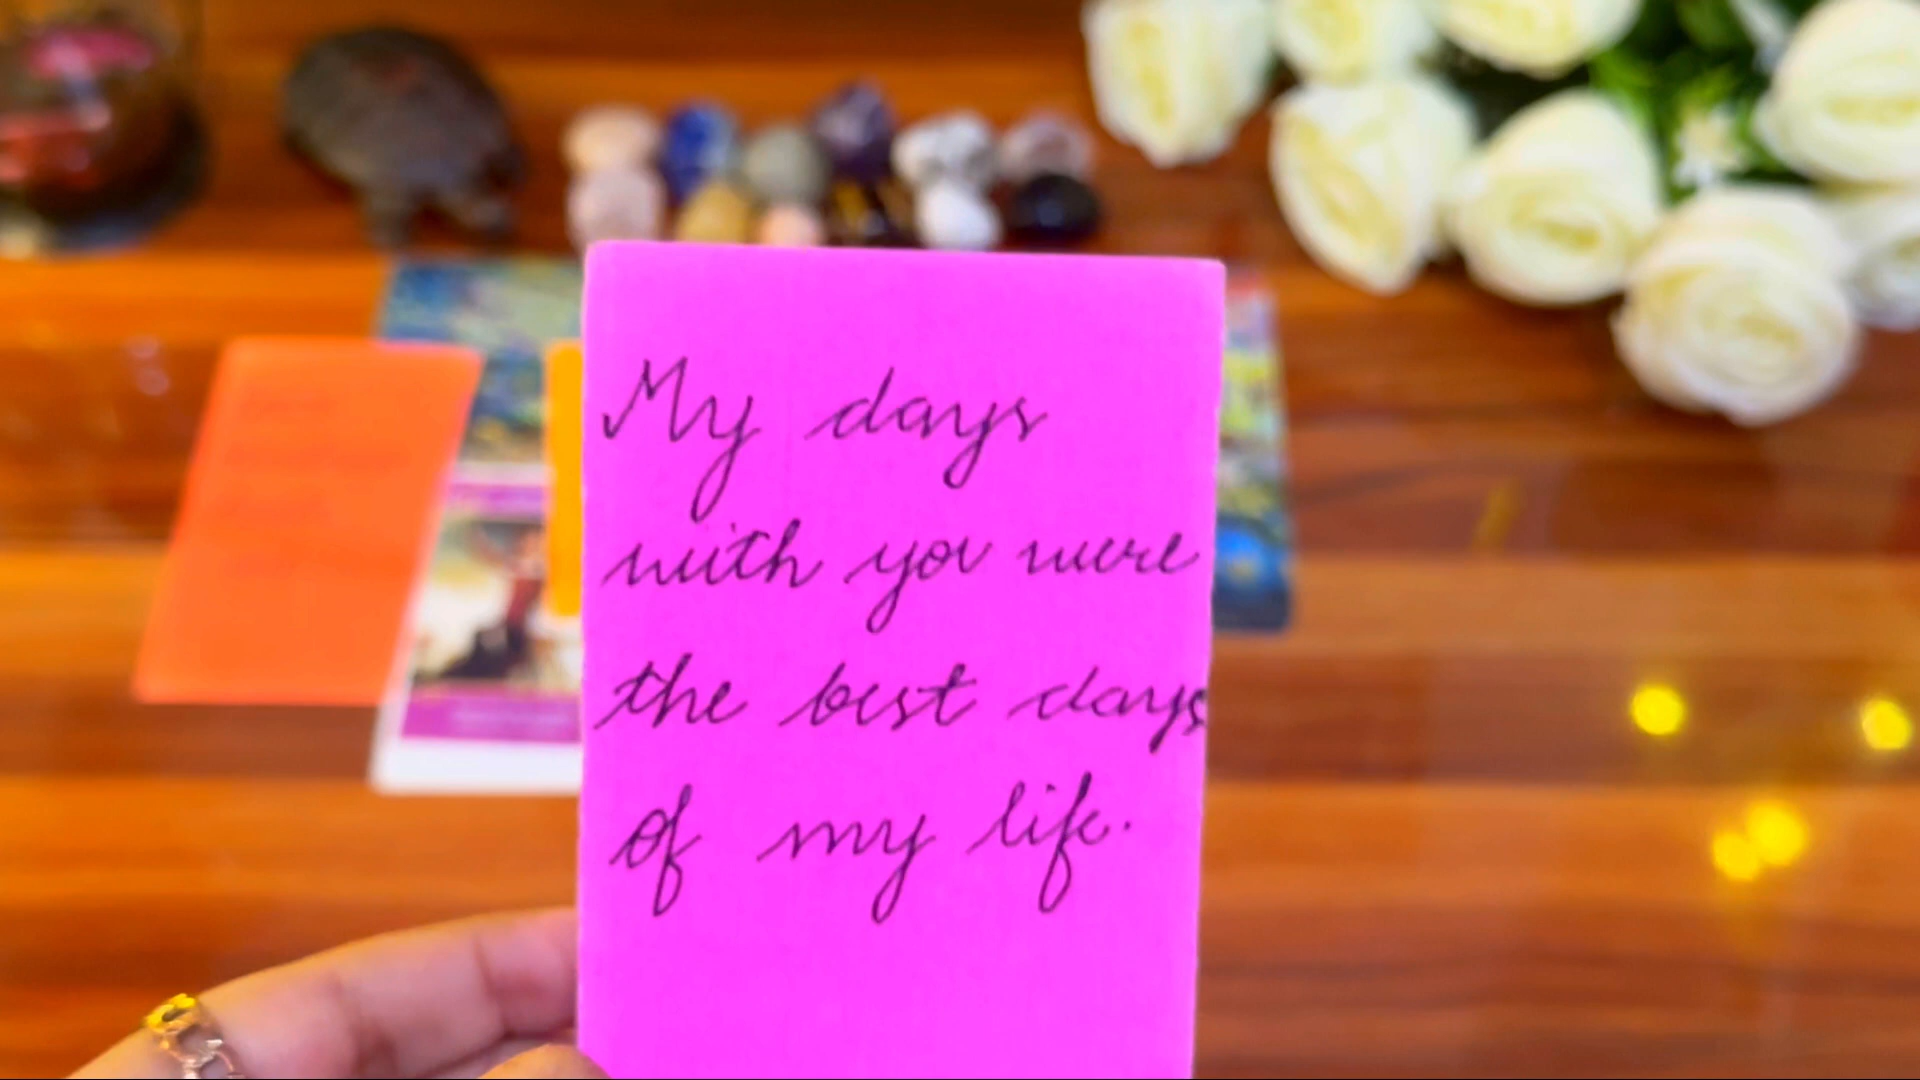 My days
with you were
the best days
of my life.